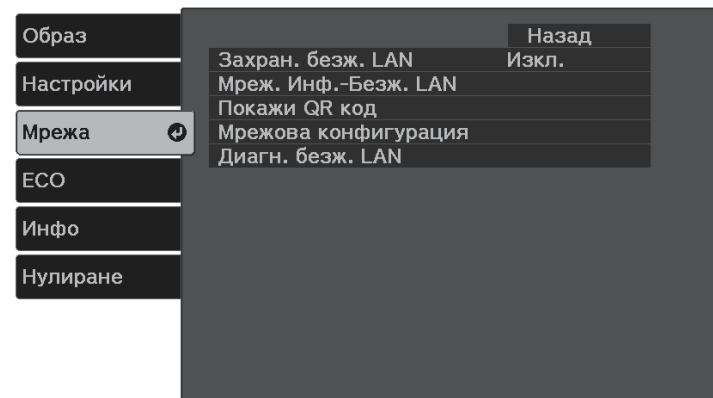 Образ
Настройки
Мрежа
ECO
Инфо
Нулиране
Назад
Захран. безж. LAN Изкл.
Мреж. Инф.-Безж. LAN
Покажи QR код
Мрежова конфигурация
Диагн. безж. LAN